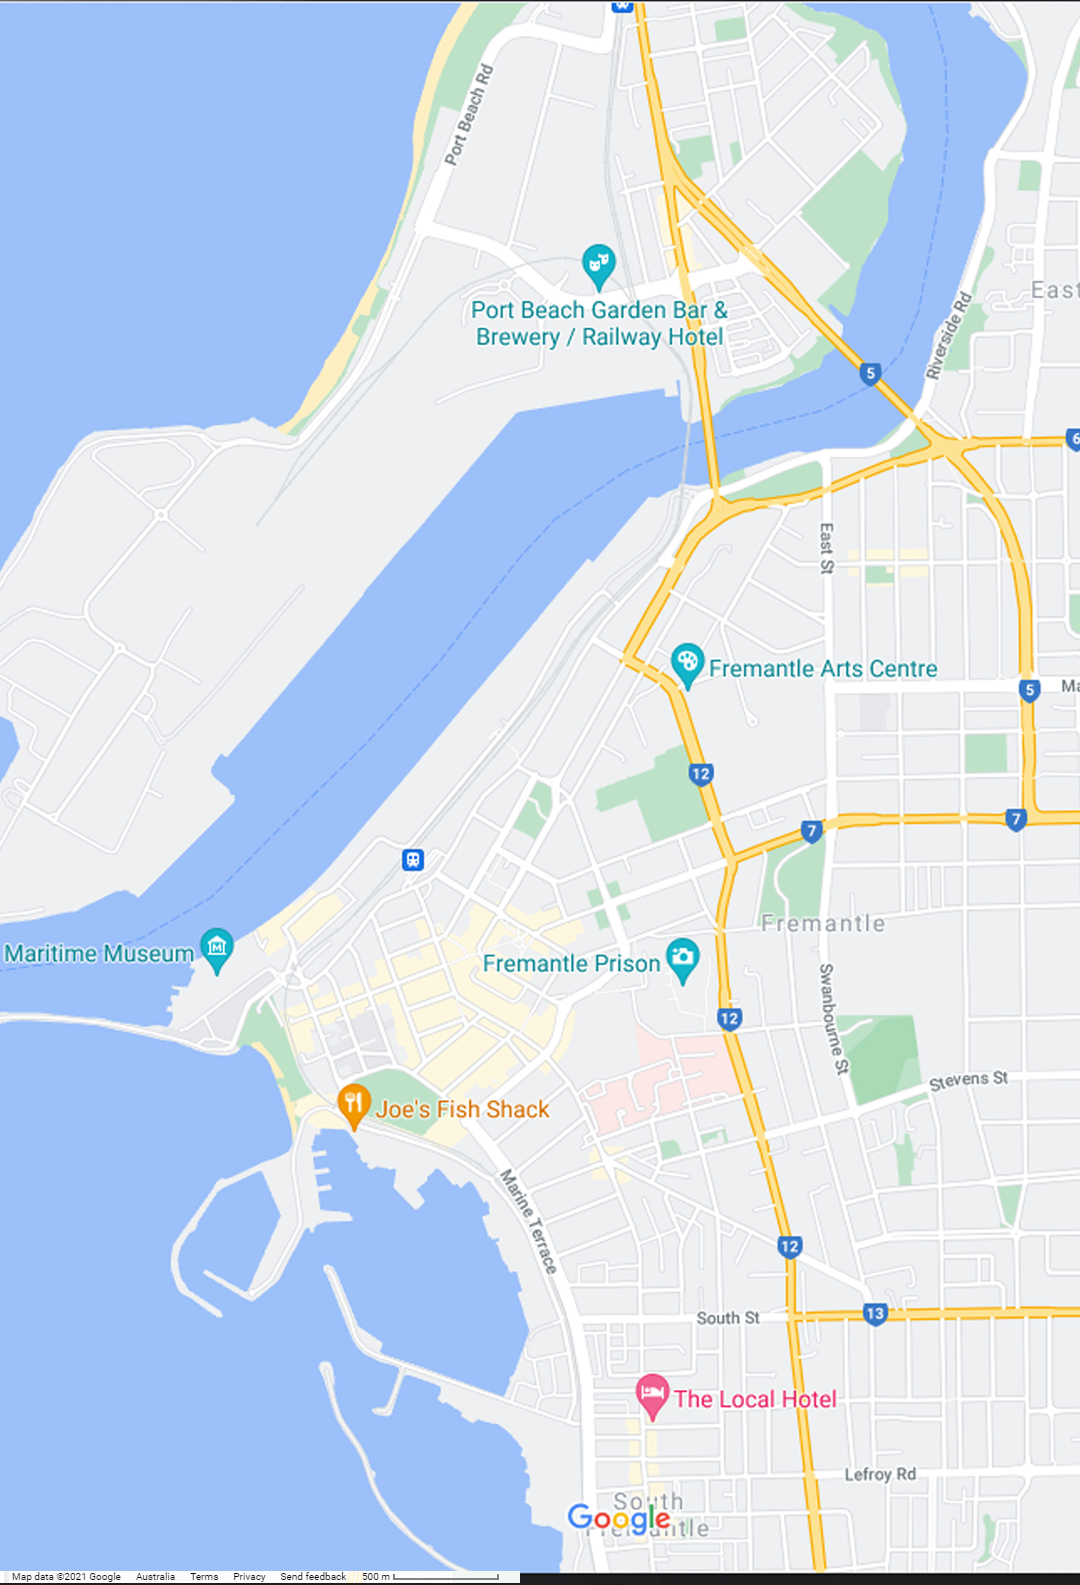 Port Beach Rd
Port Beach Garden Bar &
Brewery / Railway Hotel
East
Riverside Rd
5
6
East St
Fremantle Arts Centre
5
Ma
12
7
7
Fremantle
Maritime Museum
Fremantle Prison
12
Swanbourne St
Stevens St
Joe's Fish Shack
Marine Terrace
12
13
South St
The Local Hotel
Lefroy Rd
South
Fremantle
Google
Map data ©2021 Google Australia Terms Privacy Send feedback 500 m